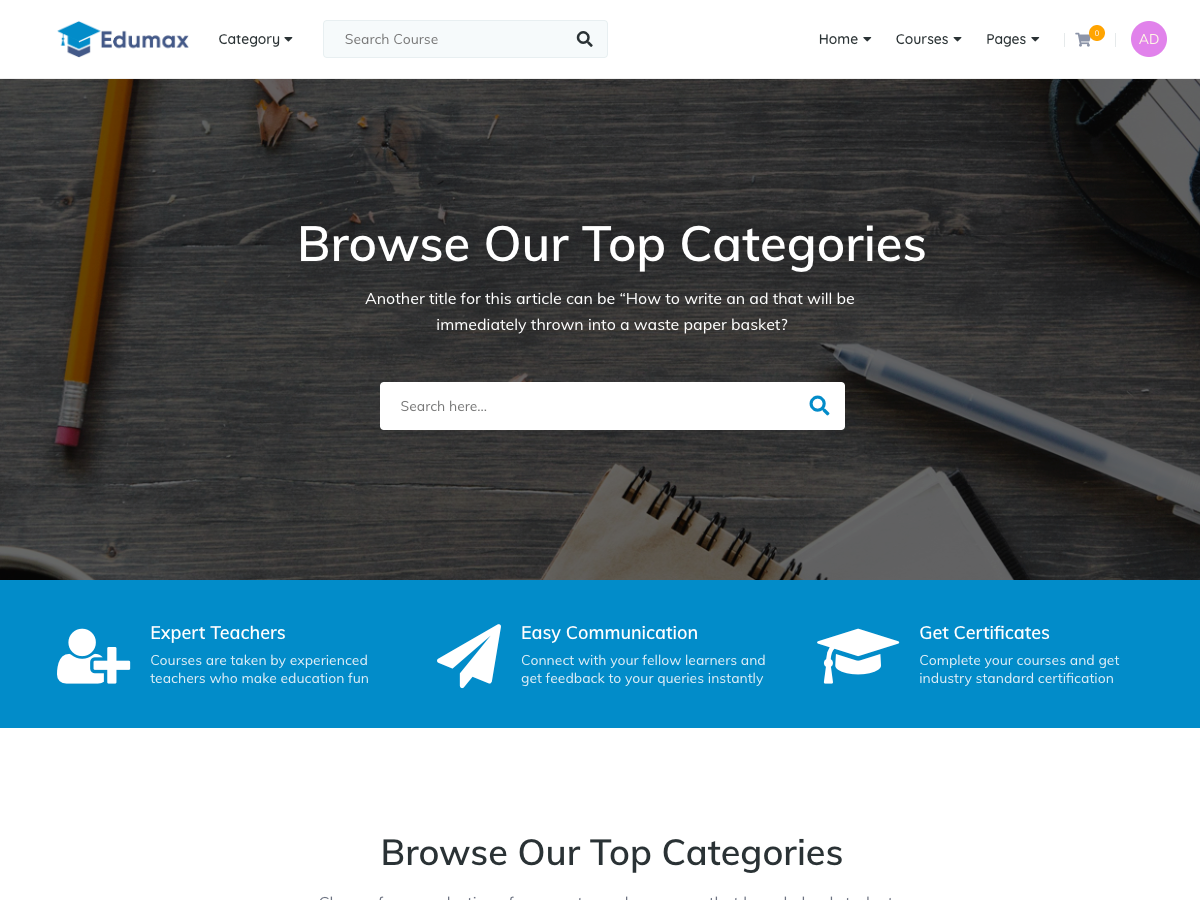 Edumax
Category
Search Course
Home
Courses
Pages
0
AD
Browse Our Top Categories
Another title for this article can be “How to write an ad that will be
immediately thrown into a waste paper basket?
Search here...
Expert Teachers
Courses are taken by experienced
teachers who make education fun
Easy Communication
Connect with your fellow learners and
get feedback to your queries instantly
Get Certificates
Complete your courses and get
industry standard certification
Browse Our Top Categories